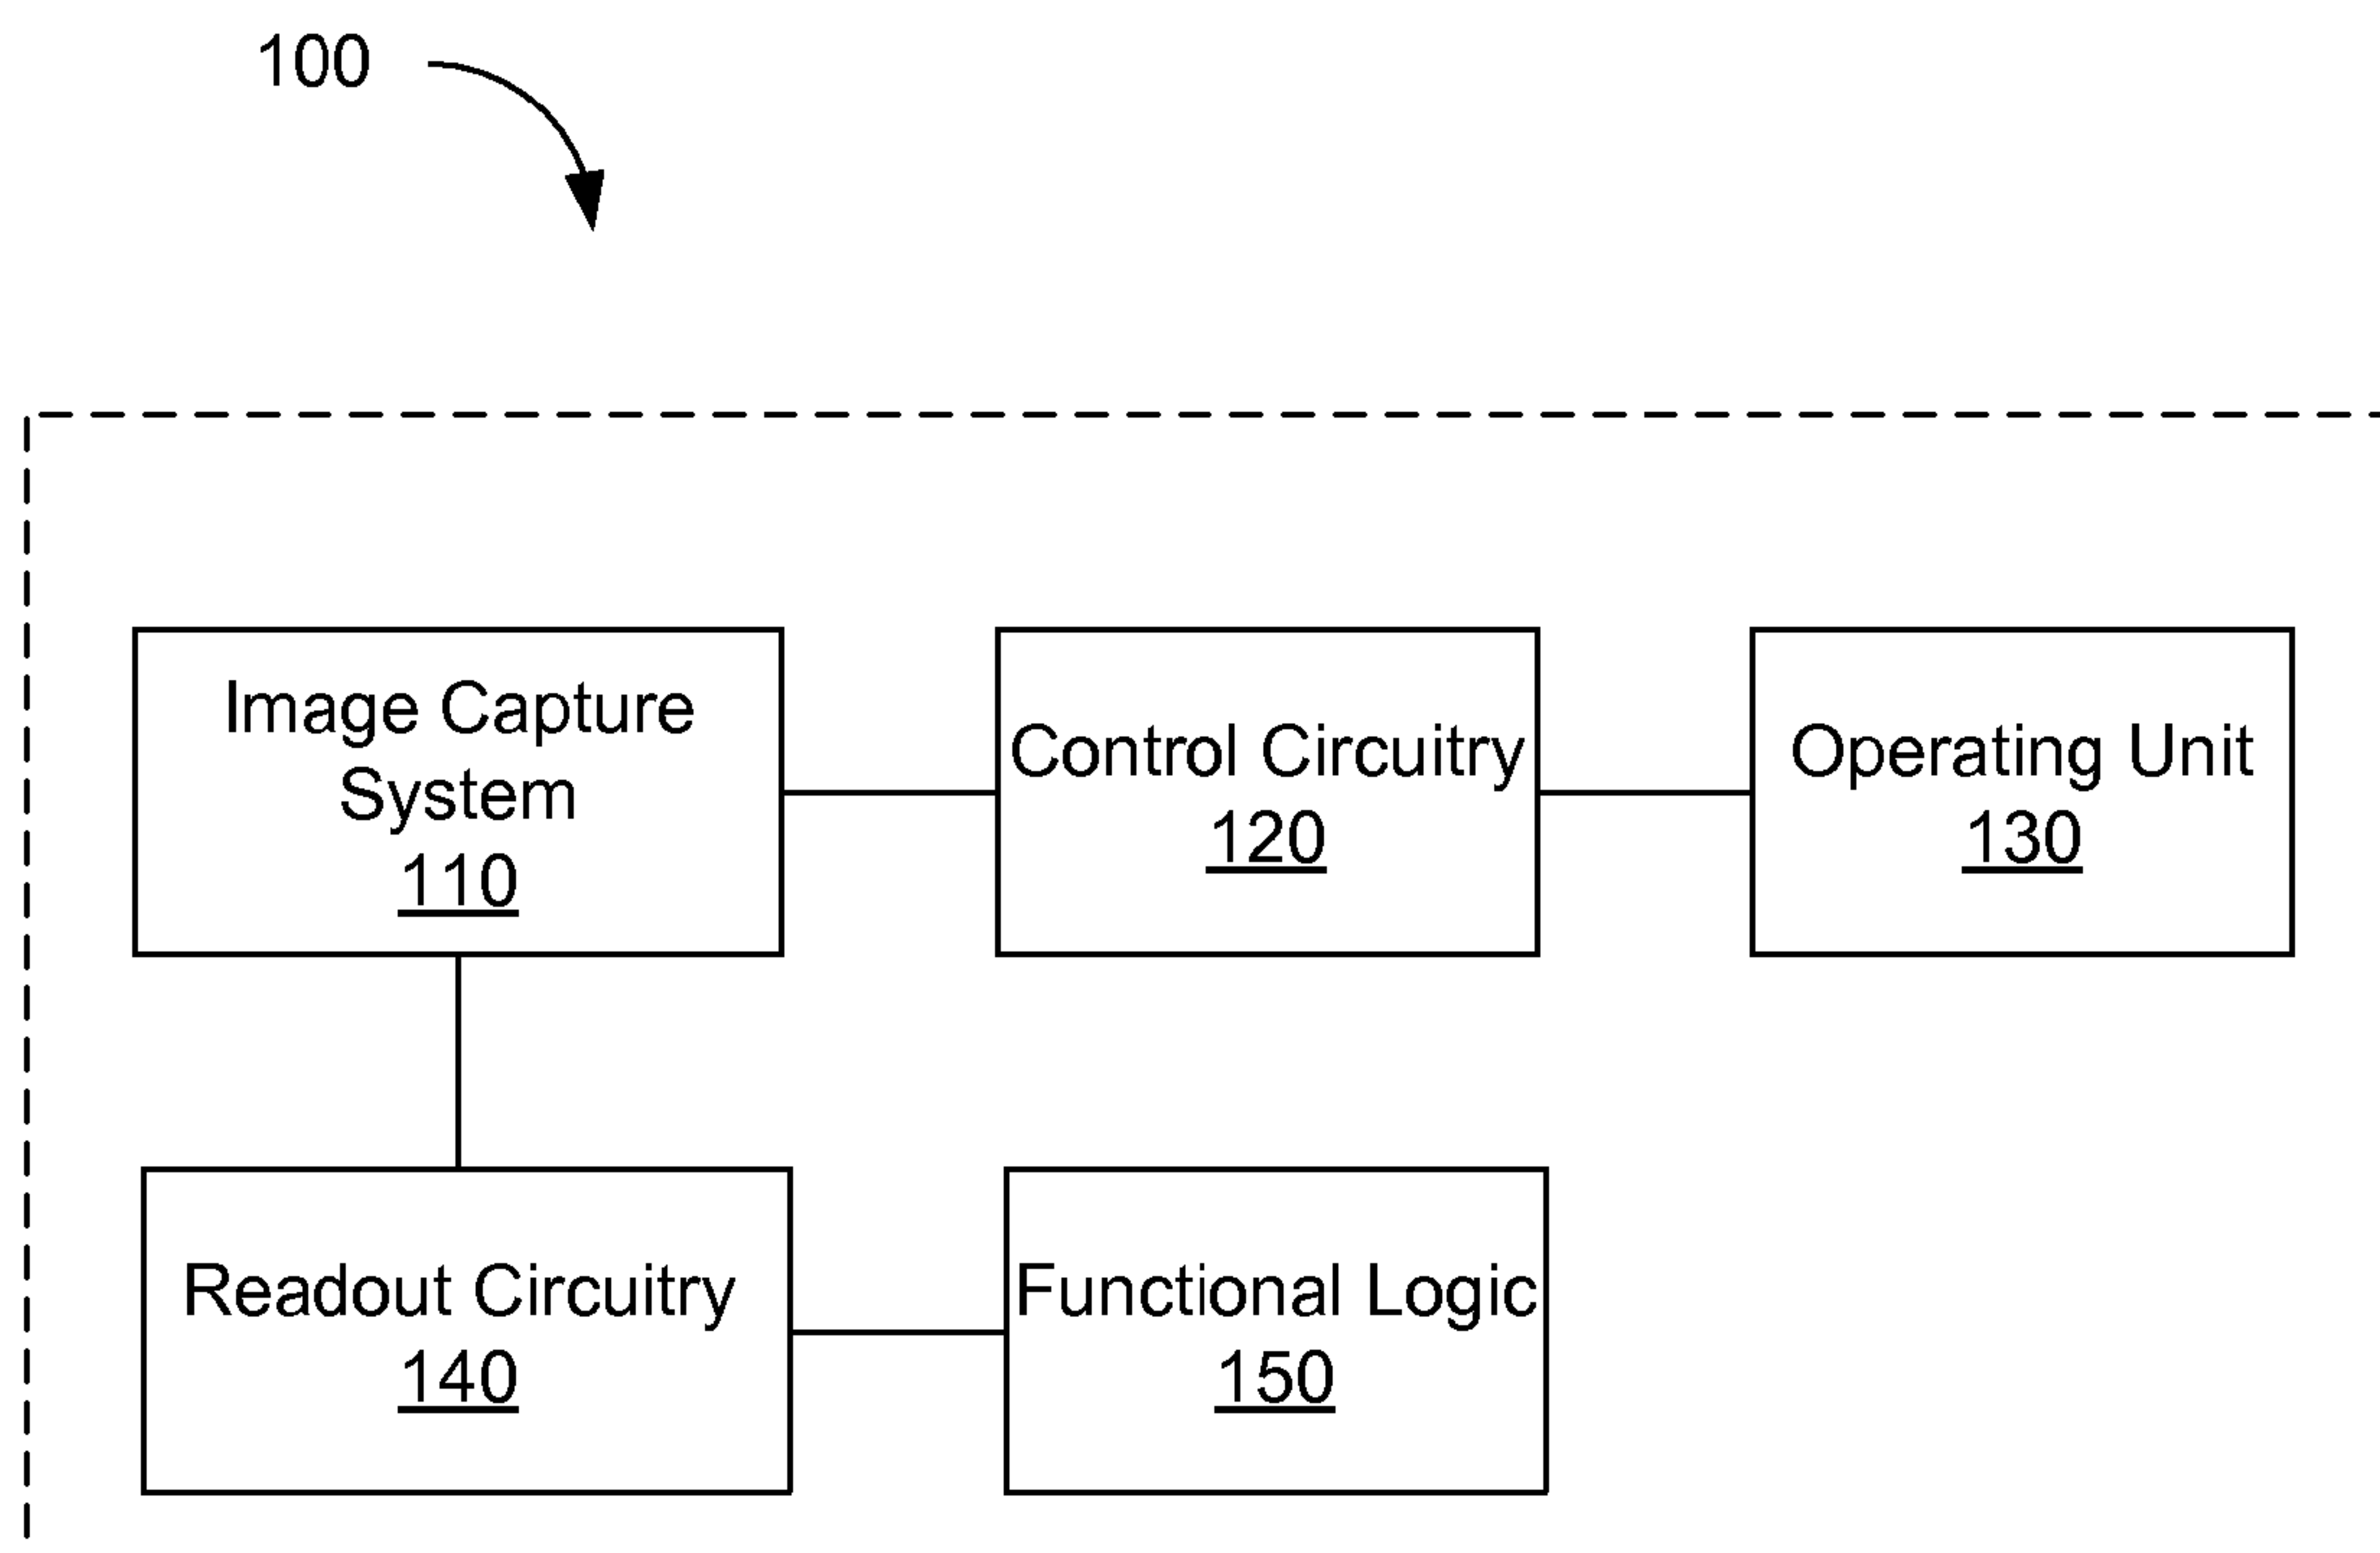 100
Image Capture
System
110
Control Circuitry
120
Operating Unit
130
Readout Circuitry
140
Functional Logic
150